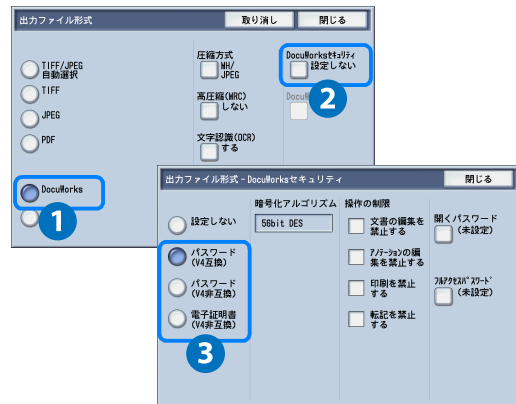 出力ファイル形式
取り消し
閉じる
TIFF/JPEG
自動選択
TIFF
JPEG
PDF
DocuWorks
1
圧縮方式
MH/
JPEG
高圧縮(MRC)
しない
文字認識(OCR)
する
DocuWorksセキュリティ
設定しない
2
出力ファイル形式 - DocuWorksセキュリティ
閉じる
設定しない
パスワード
(V4互換)
パスワード
(V4非互換)
電子証明書
(V4非互換)
3
暗号化アルゴリズム
56bit DES
操作の制限
文書の編集を
禁止する
アノテーションの編
集を禁止する
印刷を禁止
する
転記を禁止
する
開くパスワード
(未設定)
フルアクセスパスワード
(未設定)